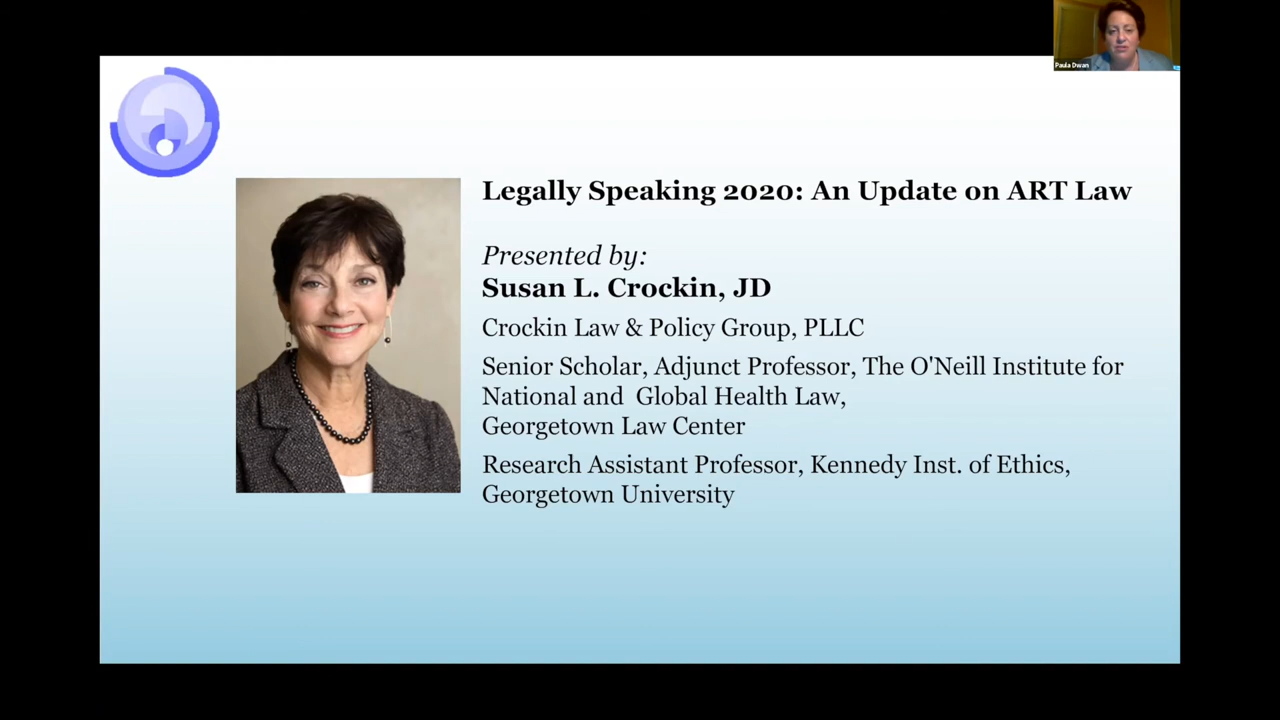 Paula Dwan
Legally Speaking 2020: An Update on ART Law
Presented by:
Susan L. Crockin, JD
Crockin Law & Policy Group, PLLC
Senior Scholar, Adjunct Professor, The O'Neill Institute for
National and  Global Health Law,
Georgetown Law Center
Research Assistant Professor, Kennedy Inst. of Ethics,
Georgetown University